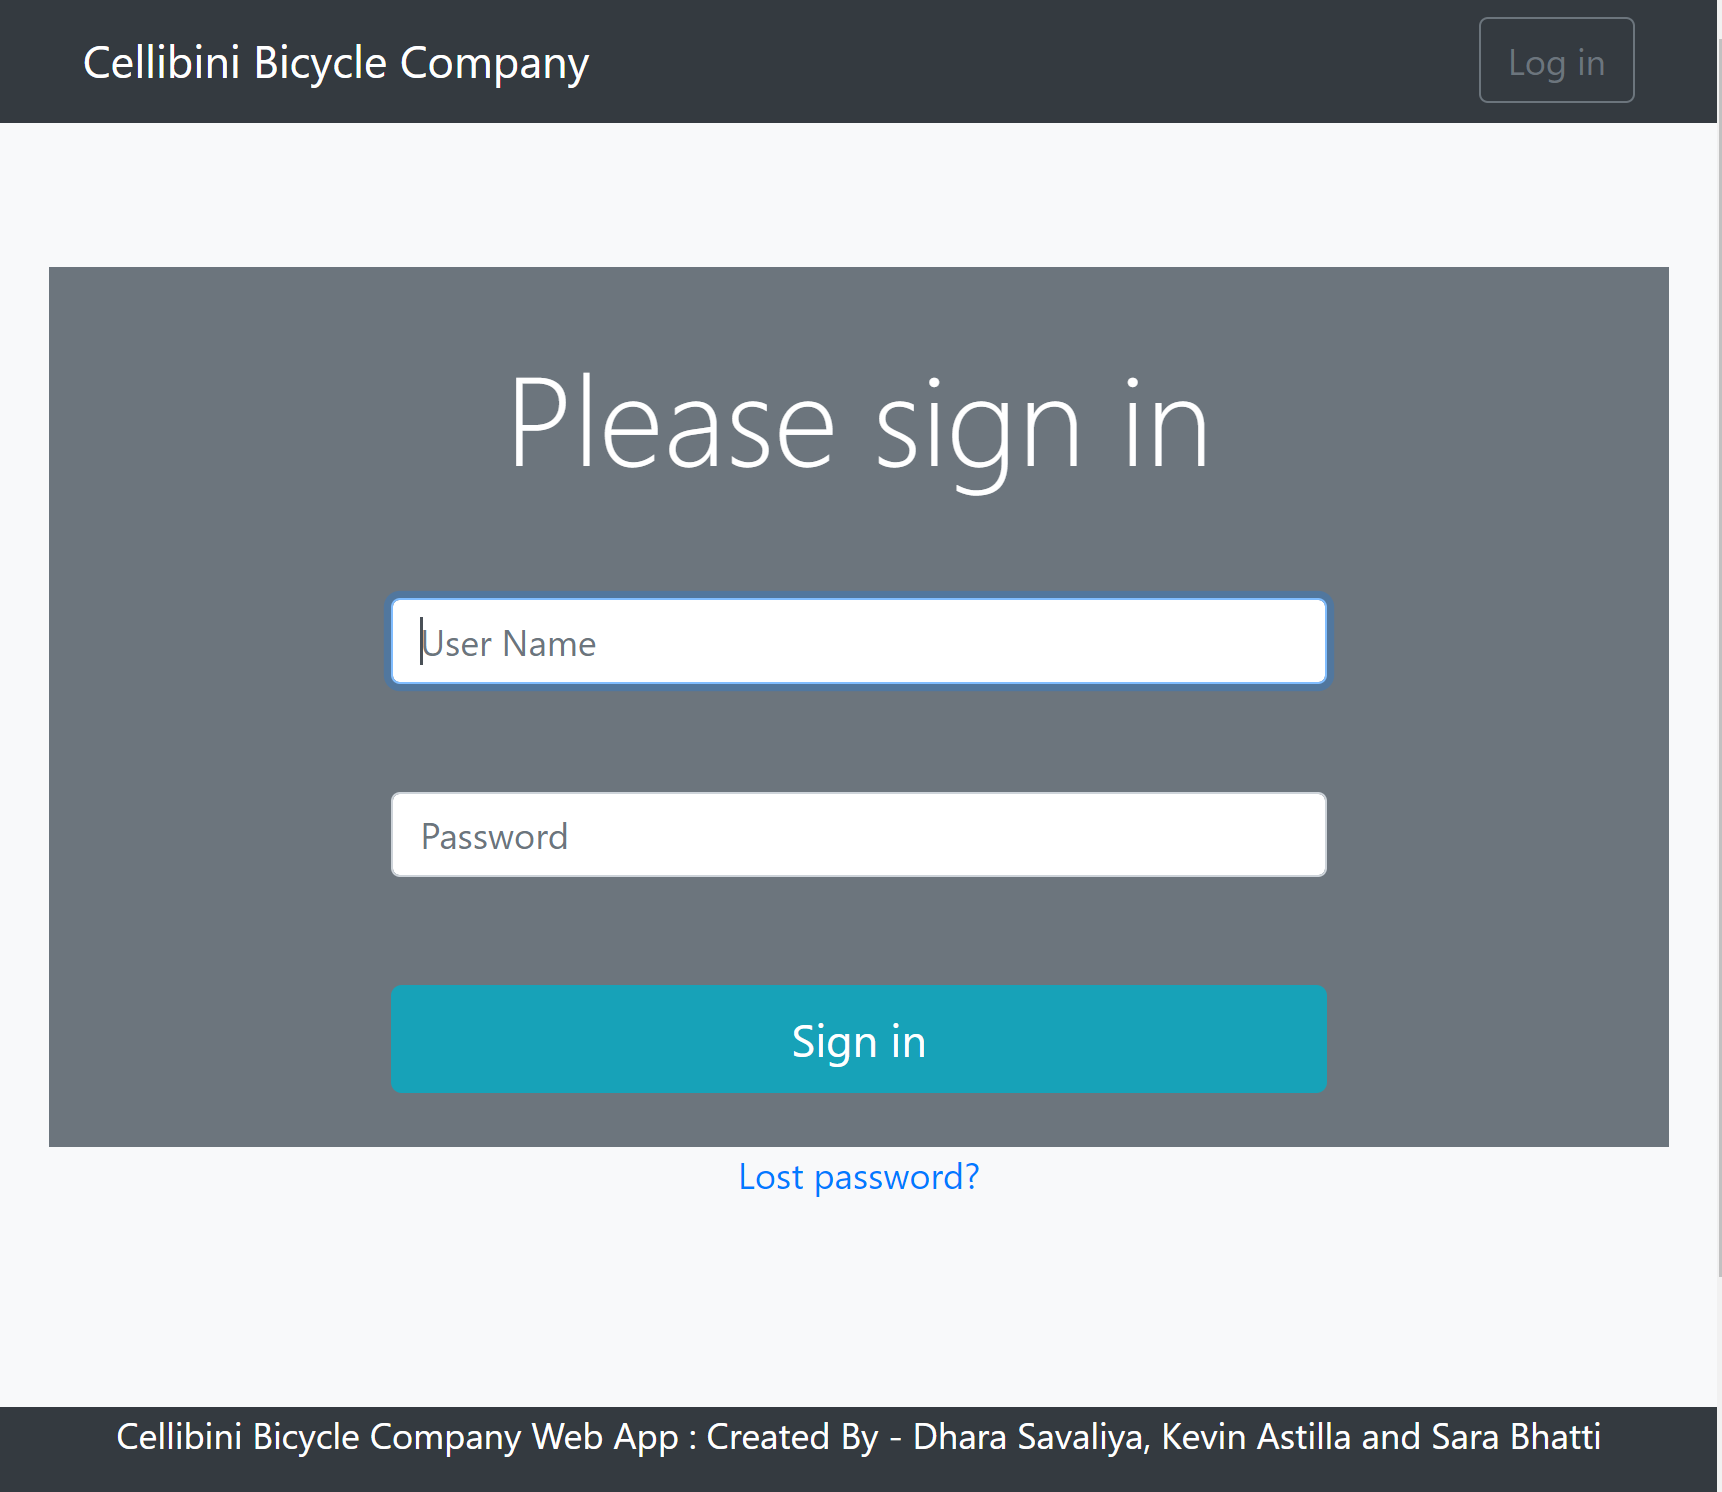 Cellibini Bicycle Company
Log in
Please sign in
User Name
Password
Sign in
Lost password?
Cellibini Bicycle Company Web App : Created By - Dhara Savaliya, Kevin Astilla and Sara Bhatti